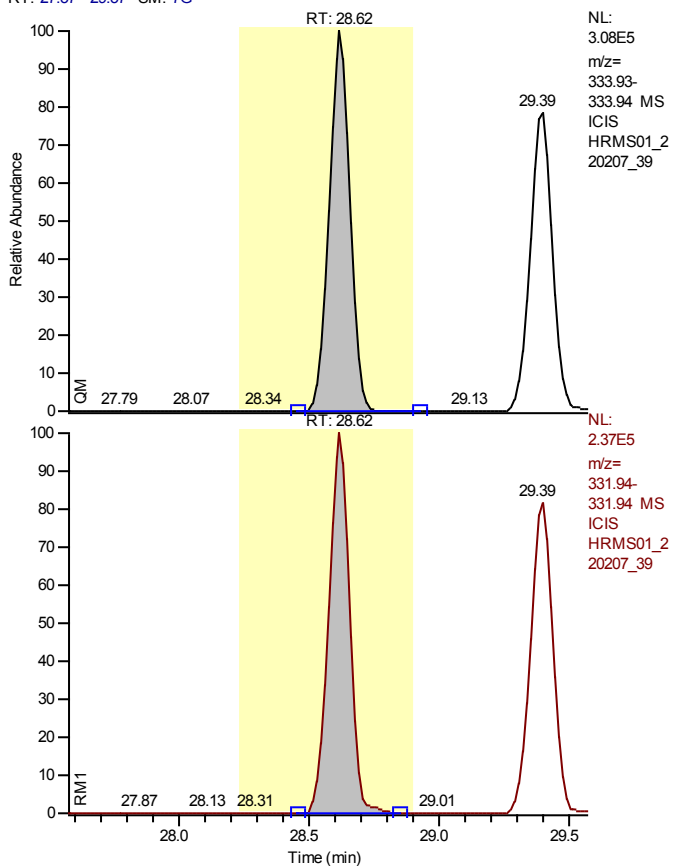 RT: 28.62
NL:
3.08E5
m/z=
333.93-
333.94 MS
ICIS
HRMS01_2
20207_39
100
90
80
70
60
50
40
30
20
10
0
Relative Abundance
29.39
QM
27.79 28.07 28.34 29.13
RT: 28.62
NL:
2.37E5
m/z=
331.94-
331.94 MS
ICIS
HRMS01_2
20207_39
100
90
80
70
60
50
40
30
20
10
0
29.39
RM1
27.87 28.13 28.31 29.01
28.0 28.5 29.0 29.5
Time (min)